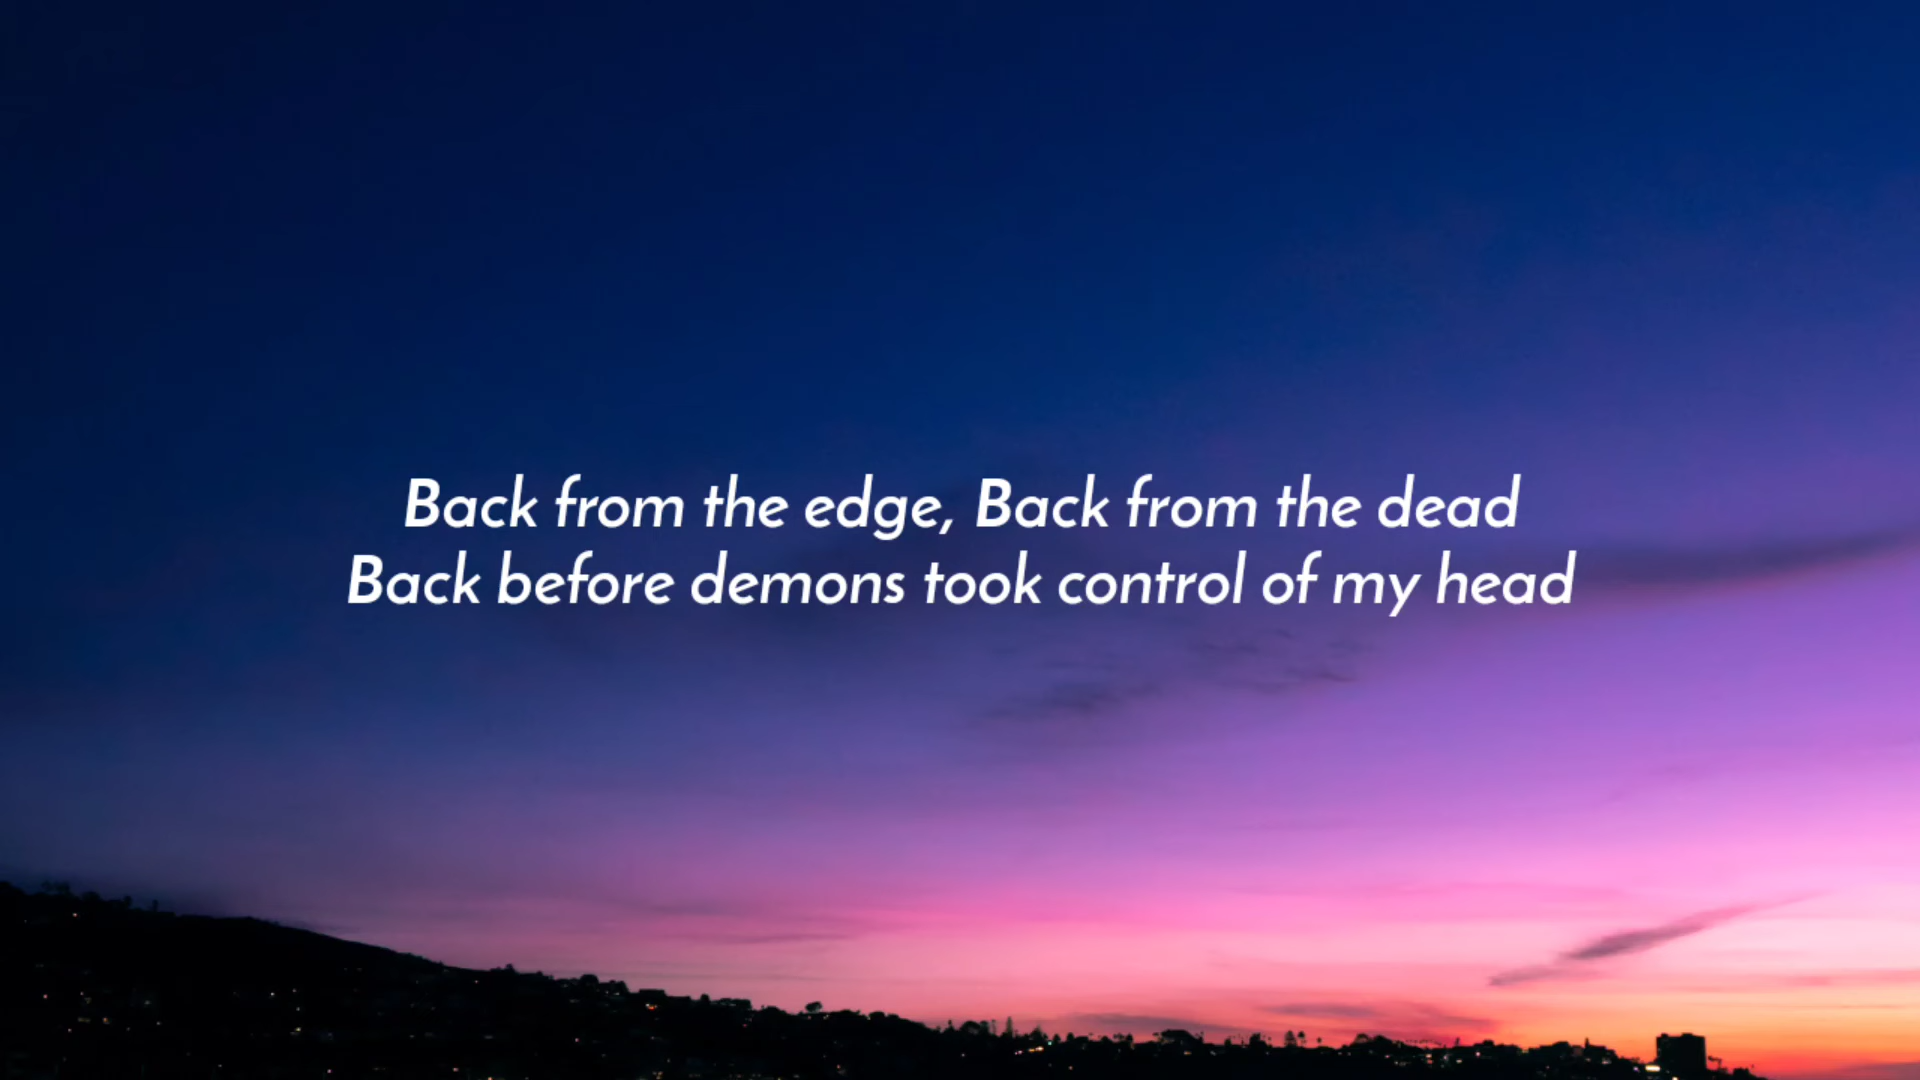 Back from the edge, Back from the dead
Back before demons took control of my head